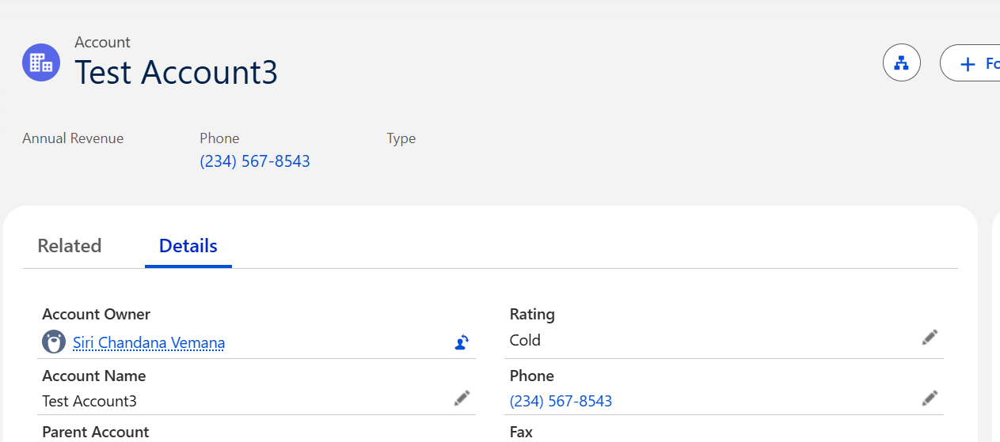 Account
Test Account3
Annual Revenue
Phone
Type
(234) 567-8543
Related
Details
Account Owner
Rating
Siri Chandana Vemana
Cold
Account Name
Phone
Test Account3
(234) 567-8543
Parent Account
Fax